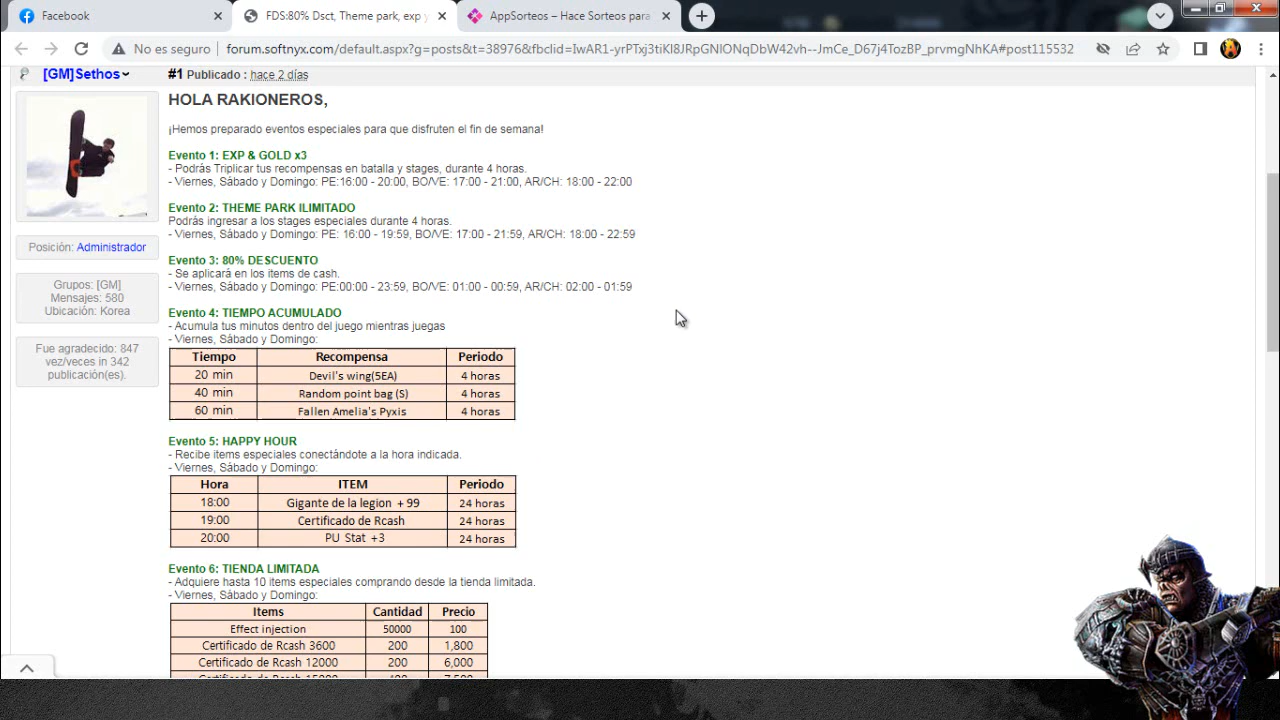 Facebook
FDS:80% Dsct, Theme park, exp y
AppSorteos – Hace Sorteos para
No es seguro
forum.softnyx.com/default.aspx?g=posts&t=38976&fbclid=IwAR1-yrPTxj3tiKl8JRpGNlONqDbW42vh--JmCe_D67j4TozBP_prvmgNhKA#post115532
[GM]Sethos
#1 Publicado : hace 2 días
HOLA RAKIONEROS,
¡Hemos preparado eventos especiales para que disfruten el fin de semana!
Evento 1: EXP & GOLD x3
- Podrás Triplicar tus recompensas en batalla y stages, durante 4 horas.
- Viernes, Sábado y Domingo: PE:16:00 - 20:00, BO/VE: 17:00 - 21:00, AR/CH: 18:00 - 22:00
Evento 2: THEME PARK ILIMITADO
Podrás ingresar a los stages especiales durante 4 horas.
- Viernes, Sábado y Domingo: PE: 16:00 - 19:59, BO/VE: 17:00 - 21:59, AR/CH: 18:00 - 22:59
Posición: Administrador
Evento 3: 80% DESCUENTO
- Se aplicará en los items de cash.
- Viernes, Sábado y Domingo: PE:00:00 - 23:59, BO/VE: 01:00 - 00:59, AR/CH: 02:00 - 01:59
Grupos: [GM]
Mensajes: 580
Ubicación: Korea
Evento 4: TIEMPO ACUMULADO
- Acumula tus minutos dentro del juego mientras juegas
- Viernes, Sábado y Domingo:
Fue agradecido: 847
vez/veces in 342
publicación(es).
Tiempo Recompensa Periodo
20 min Devil's wing(5EA) 4 horas
40 min Random point bag (S) 4 horas
60 min Fallen Amelia's Pyxis 4 horas
Evento 5: HAPPY HOUR
- Recibe items especiales conectándote a la hora indicada.
- Viernes, Sábado y Domingo:
Hora ITEM Periodo
18:00 Gigante de la legion +99 24 horas
19:00 Certificado de Rcash 24 horas
20:00 PU Stat +3 24 horas
Evento 6: TIENDA LIMITADA
- Adquiere hasta 10 items especiales comprando desde la tienda limitada.
- Viernes, Sábado y Domingo:
Items Cantidad Precio
Effect injection 50000 100
Certificado de Rcash 3600 200 1,800
Certificado de Rcash 12000 200 6,000